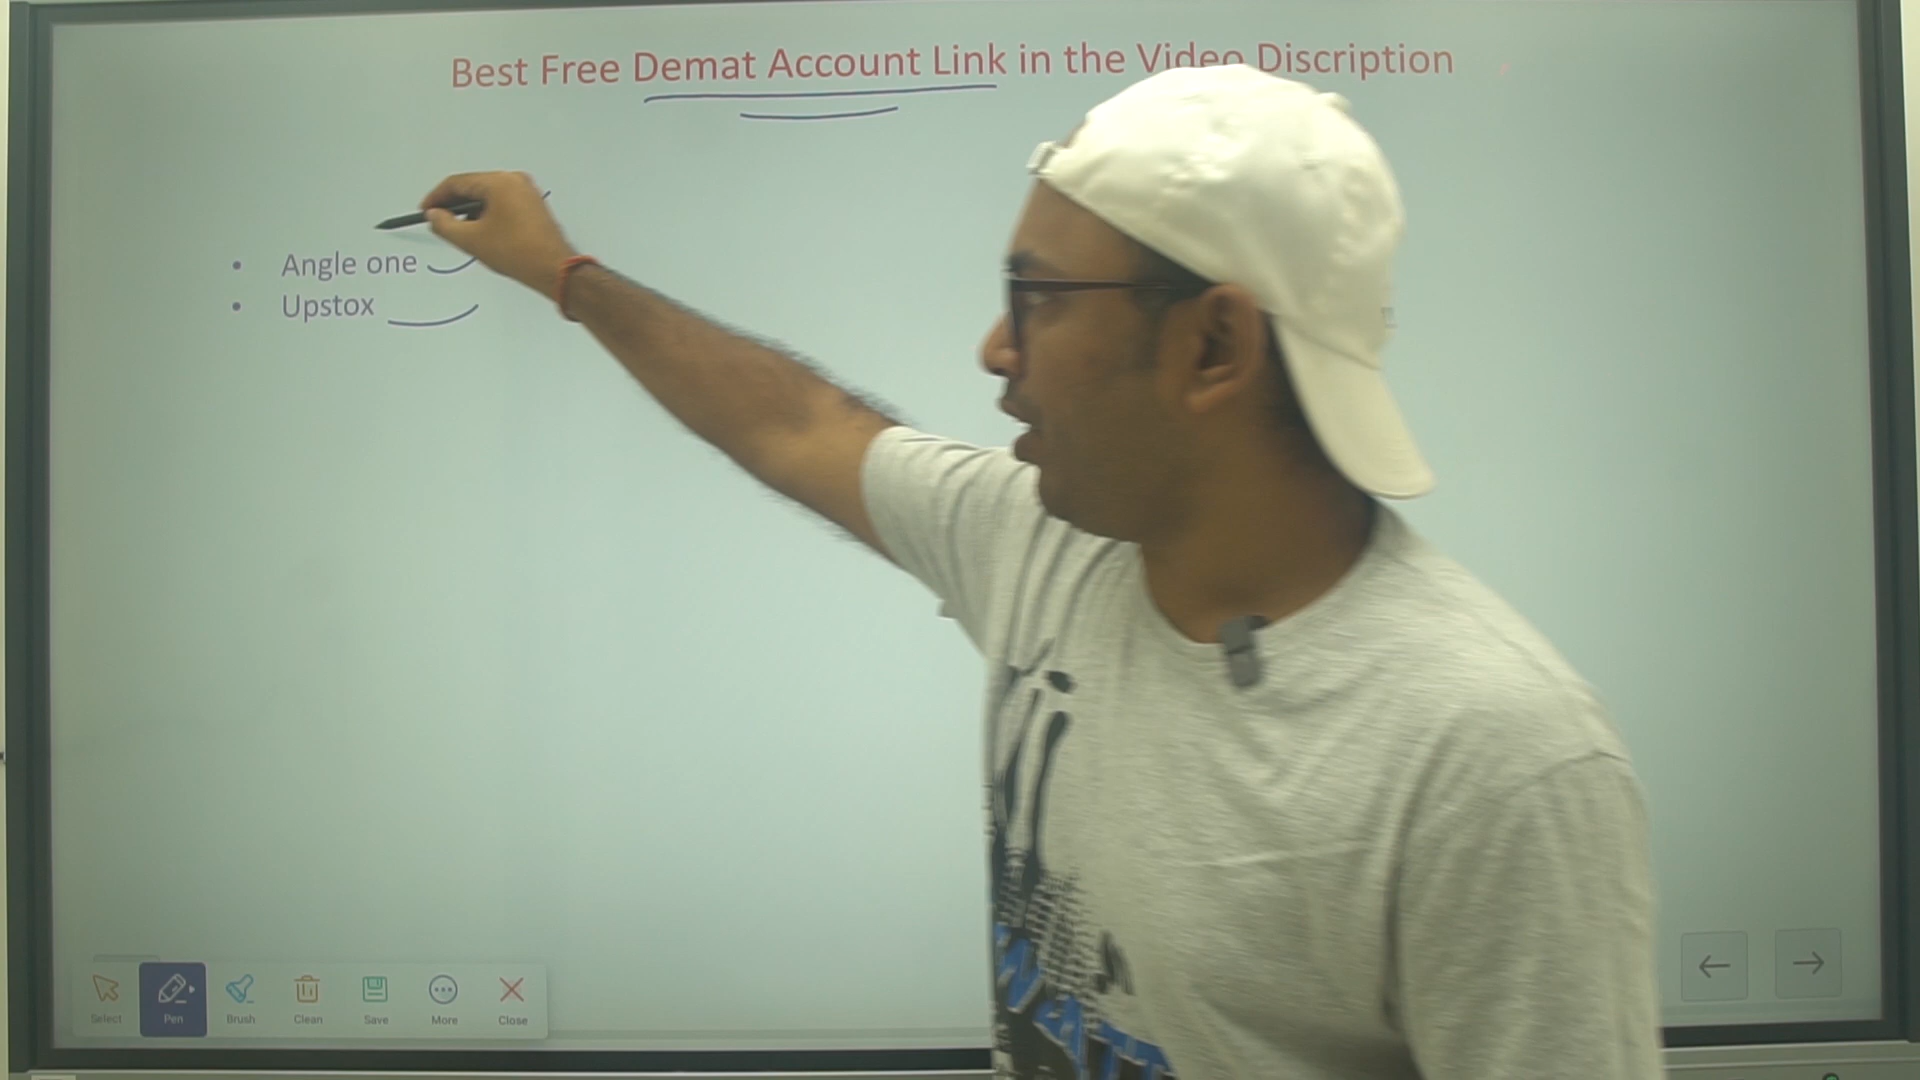 Best Free Demat Account Link in the Video Discription
• Angle one
• Upstox
Select Pen Brush Clean Save More Close